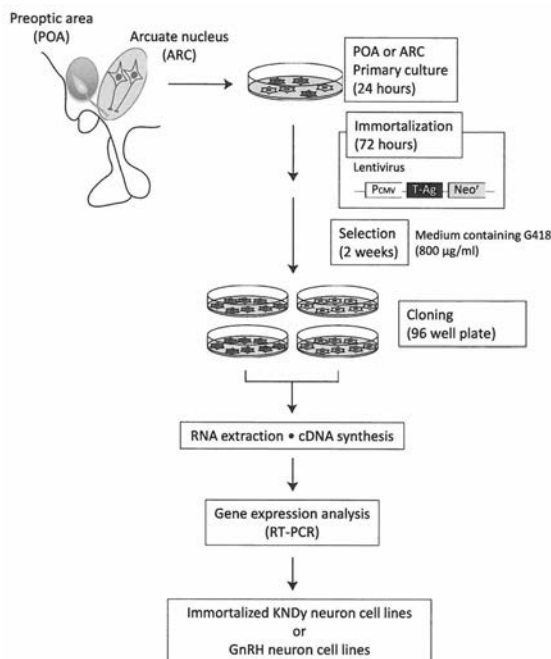 Preoptic area
(POA)
Arcuate nucleus
(ARC)
POA or ARC
Primary culture
(24 hours)
Immortalization
(72 hours)
Lentivirus
PCMV
T-Ag
Neoʳ
Selection
(2 weeks)
Medium containing G418
(800 µg/ml)
Cloning
(96 well plate)
RNA extraction • cDNA synthesis
Gene expression analysis
(RT-PCR)
Immortalized KNDy neuron cell lines
or
GnRH neuron cell lines